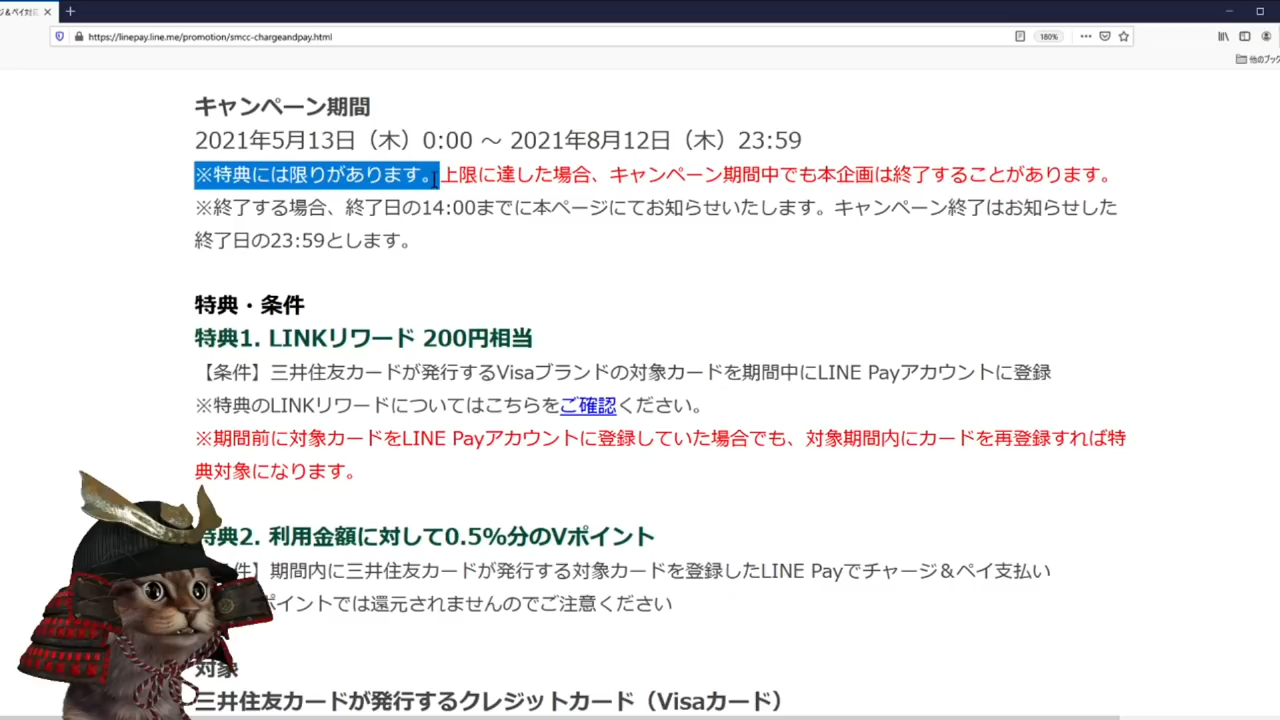 https://linepay.line.me/promotion/smcc-chargeandpay.html
180%
キャンペーン期間
2021年5月13日（木）0:00 ～ 2021年8月12日（木）23:59
※特典には限りがあります。上限に達した場合、キャンペーン期間中でも本企画は終了することがあります。
※終了する場合、終了日の14:00までに本ページにてお知らせいたします。キャンペーン終了はお知らせした
終了日の23:59とします。
特典・条件
特典1. LINKリワード 200円相当
【条件】三井住友カードが発行するVisaブランドの対象カードを期間中にLINE Payアカウントに登録
※特典のLINKリワードについてはこちらをご確認ください。
※期間前に対象カードをLINE Payアカウントに登録していた場合でも、対象期間内にカードを再登録すれば特
典対象になります。
特典2. 利用金額に対して0.5%分のVポイント
件】期間内に三井住友カードが発行する対象カードを登録したLINE Payでチャージ＆ペイ支払い
ポイントでは還元されませんのでご注意ください
対象
三井住友カードが発行するクレジットカード（Visaカード）